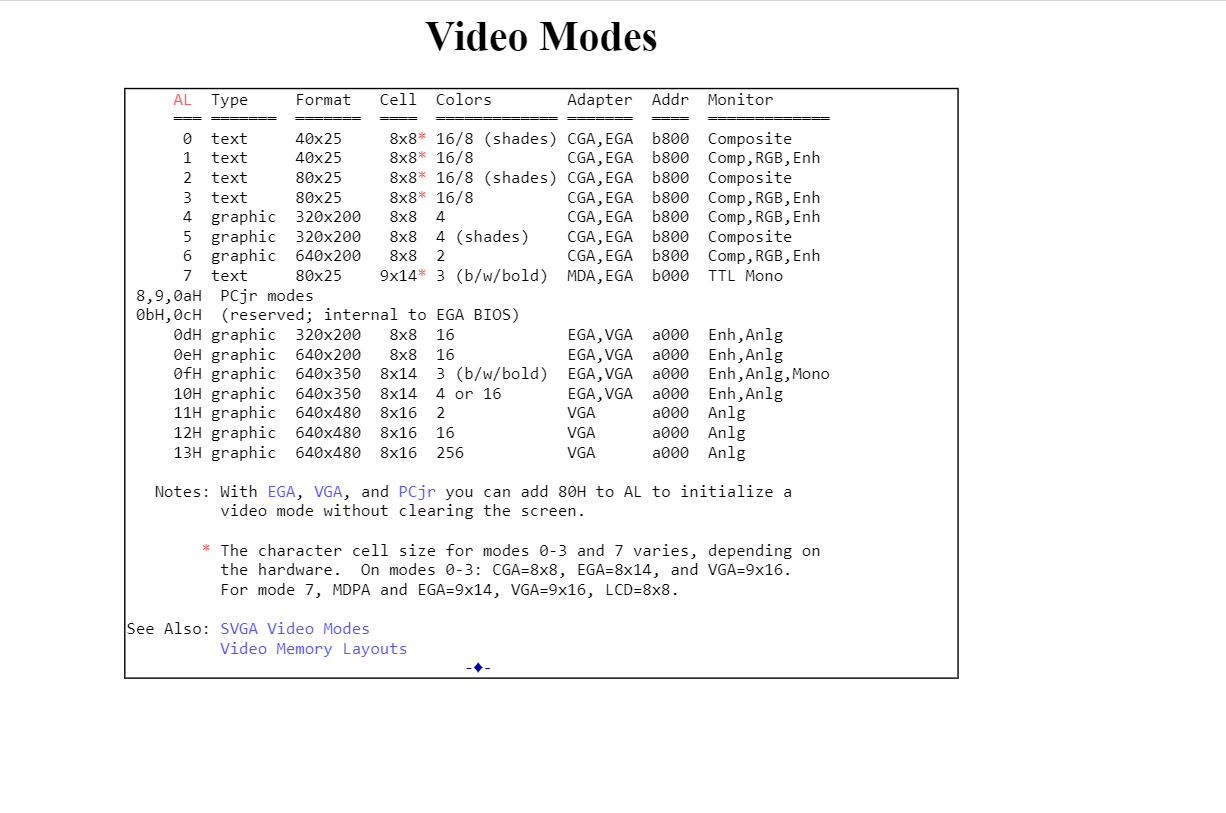 Video Modes
AL Type Format Cell Colors Adapter Addr Monitor
=== ======= ======= ==== ============= ======= ==== =============
0 text 40x25 8x8* 16/8 (shades) CGA,EGA b800 Composite
1 text 40x25 8x8* 16/8 CGA,EGA b800 Comp,RGB,Enh
2 text 80x25 8x8* 16/8 (shades) CGA,EGA b800 Composite
3 text 80x25 8x8* 16/8 CGA,EGA b800 Comp,RGB,Enh
4 graphic 320x200 8x8 4 CGA,EGA b800 Comp,RGB,Enh
5 graphic 320x200 8x8 4 (shades) CGA,EGA b800 Composite
6 graphic 640x200 8x8 2 CGA,EGA b800 Comp,RGB,Enh
7 text 80x25 9x14* 3 (b/w/bold) MDA,EGA b000 TTL Mono
8,9,0aH PCjr modes
0bH,0cH (reserved; internal to EGA BIOS)
0dH graphic 320x200 8x8 16 EGA,VGA a000 Enh,Anlg
0eH graphic 640x200 8x8 16 EGA,VGA a000 Enh,Anlg
0fH graphic 640x350 8x14 3 (b/w/bold) EGA,VGA a000 Enh,Anlg,Mono
10H graphic 640x350 8x14 4 or 16 EGA,VGA a000 Enh,Anlg
11H graphic 640x480 8x16 2 VGA a000 Anlg
12H graphic 640x480 8x16 16 VGA a000 Anlg
13H graphic 640x480 8x16 256 VGA a000 Anlg
Notes: With EGA, VGA, and PCjr you can add 80H to AL to initialize a
video mode without clearing the screen.
* The character cell size for modes 0-3 and 7 varies, depending on
the hardware. On modes 0-3: CGA=8x8, EGA=8x14, and VGA=9x16.
For mode 7, MDPA and EGA=9x14, VGA=9x16, LCD=8x8.
See Also: SVGA Video Modes
Video Memory Layouts
-♦-